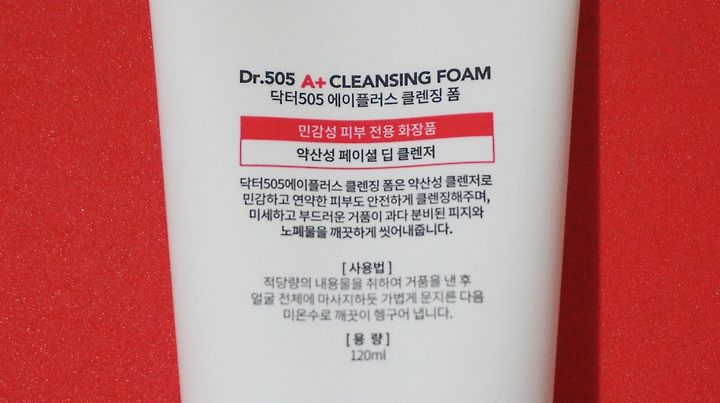 Dr.505 A+ CLEANSING FOAM
닥터505 에이플러스 클렌징 폼
민감성 피부 전용 화장품
약산성 페이셜 딥 클렌저
닥터505에이플러스 클렌징 폼은 약산성 클렌저로
민감하고 연약한 피부도 안전하게 클렌징해주며,
미세하고 부드러운 거품이 과다 분비된 피지와
노폐물을 깨끗하게 씻어내줍니다.
[ 사용법 ]
적당량의 내용물을 취하여 거품을 낸 후
얼굴 전체에 마사지하듯 가볍게 문지른 다음
미온수로 깨끗이 헹구어 냅니다.
[ 용 량 ]
120ml